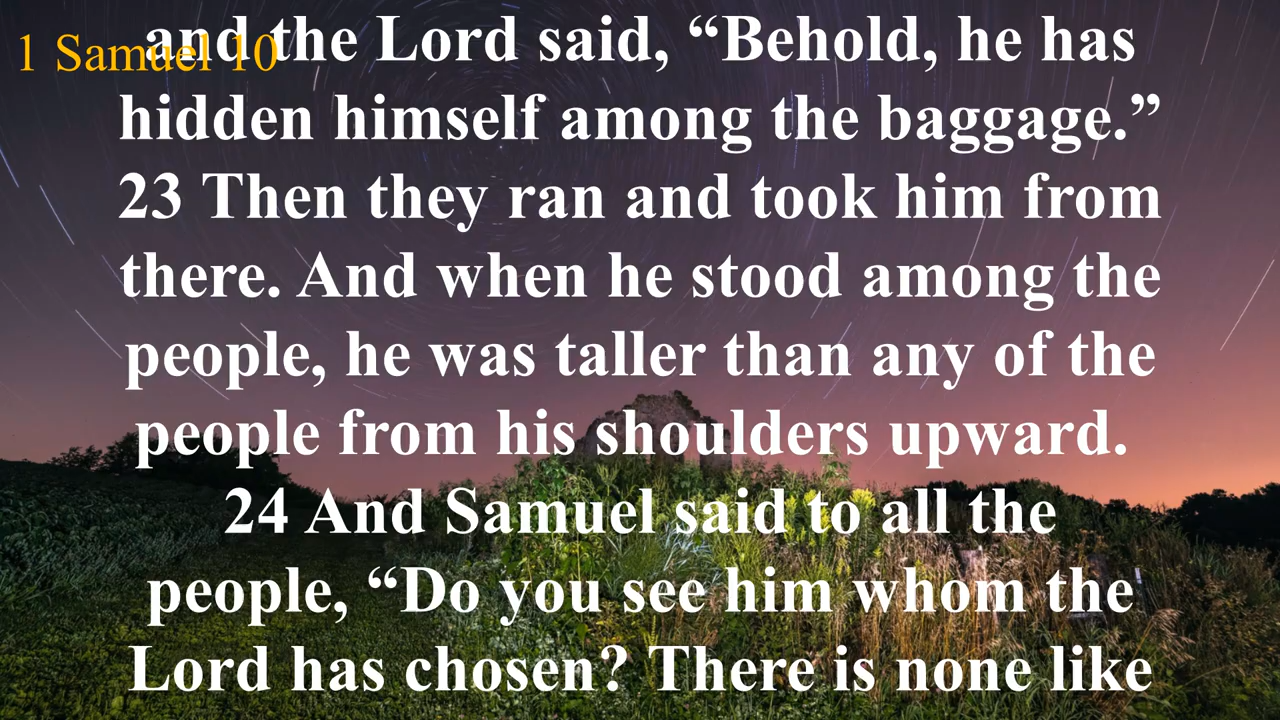 1 Samuel 10
and the Lord said, “Behold, he has
hidden himself among the baggage.”
23 Then they ran and took him from
there. And when he stood among the
people, he was taller than any of the
people from his shoulders upward.
24 And Samuel said to all the
people, “Do you see him whom the
Lord has chosen? There is none like